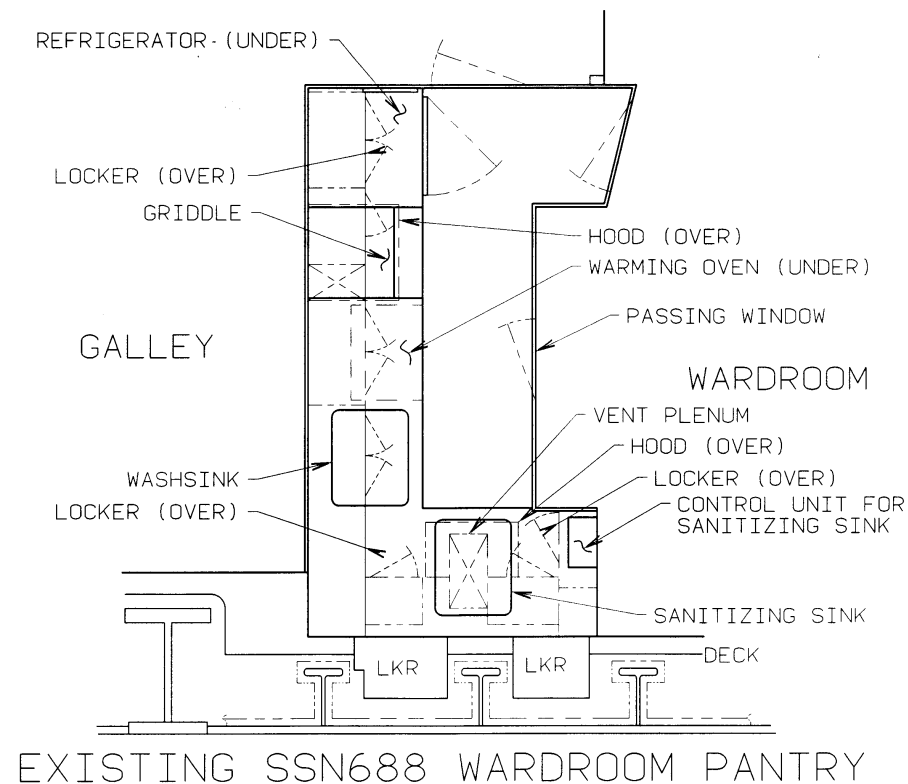 REFRIGERATOR-(UNDER)
LOCKER (OVER)
GRIDDLE
HOOD (OVER)
WARMING OVEN (UNDER)
PASSING WINDOW
GALLEY
WARDROOM
VENT PLENUM
HOOD (OVER)
WASHSINK
LOCKER (OVER)
LOCKER (OVER)
CONTROL UNIT FOR
SANITIZING SINK
SANITIZING SINK
DECK
LKR
LKR
EXISTING SSN688 WARDROOM PANTRY